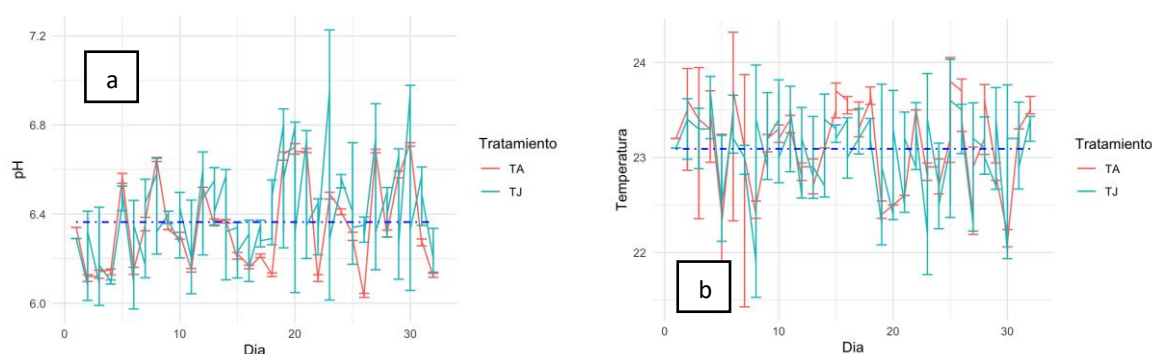 7.2
6.8
6.4
6.0
pH
0
10
20
30
Dia
a
Tratamiento
TA
TJ
24
23
22
Temperatura
0
10
20
30
Dia
b
Tratamiento
TA
TJ